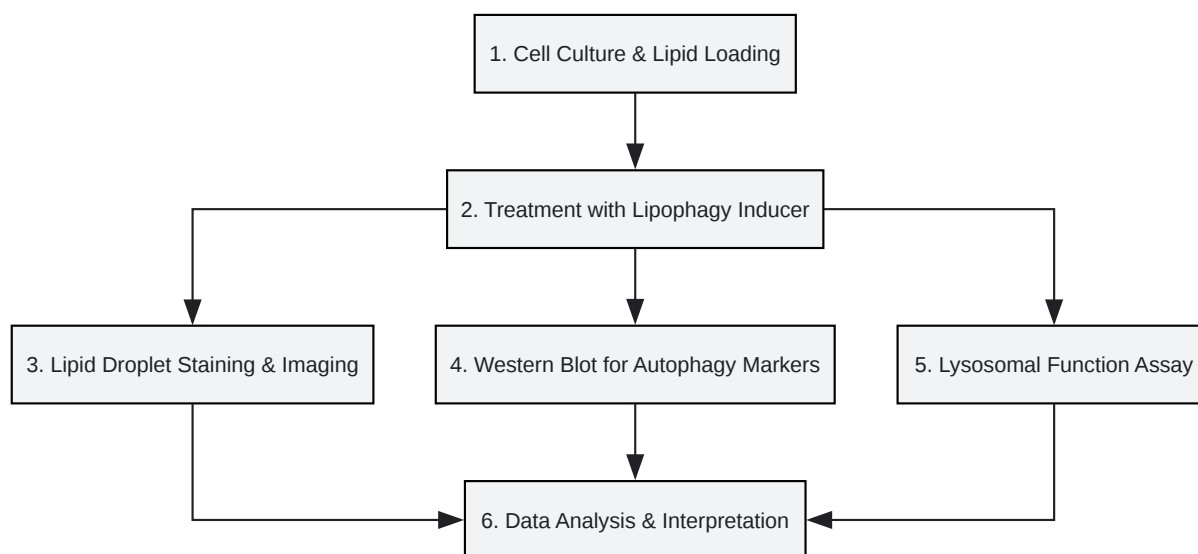 1. Cell Culture & Lipid Loading
2. Treatment with Lipophagy Inducer
3. Lipid Droplet Staining & Imaging
4. Western Blot for Autophagy Markers
5. Lysosomal Function Assay
6. Data Analysis & Interpretation